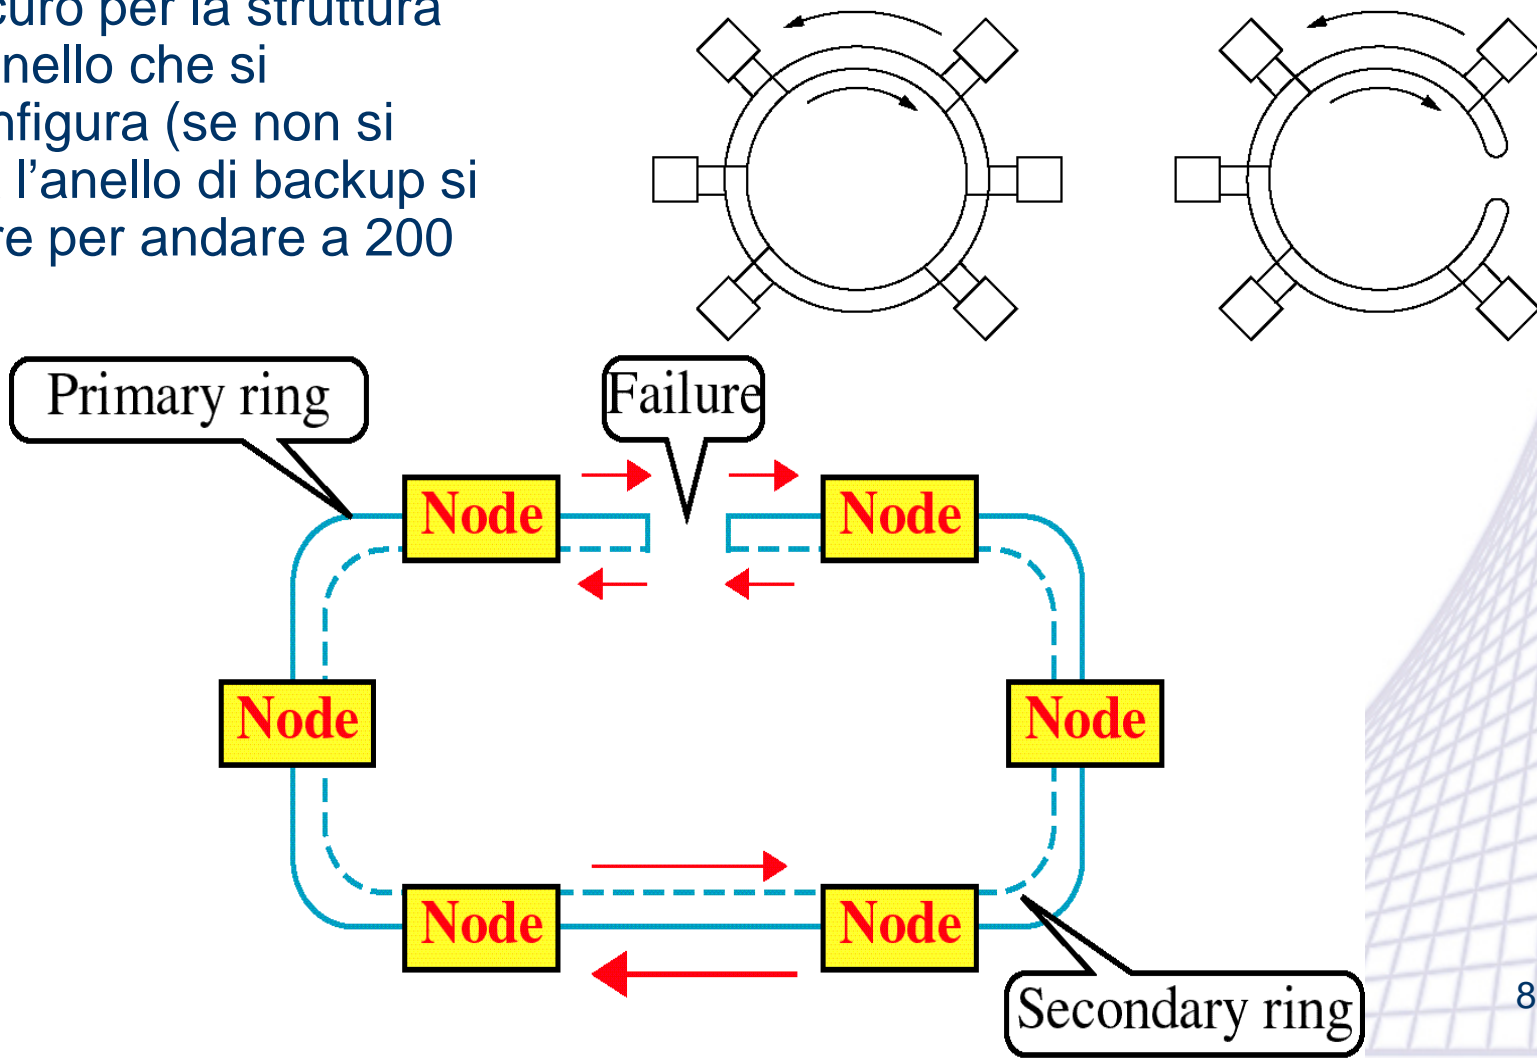 curo per la struttura
nello che si
nfigura (se non si
l'anello di backup si
re per andare a 200
Primary ring
Failure
Node
Node
Node
Node
Node
Node
Secondary ring
8